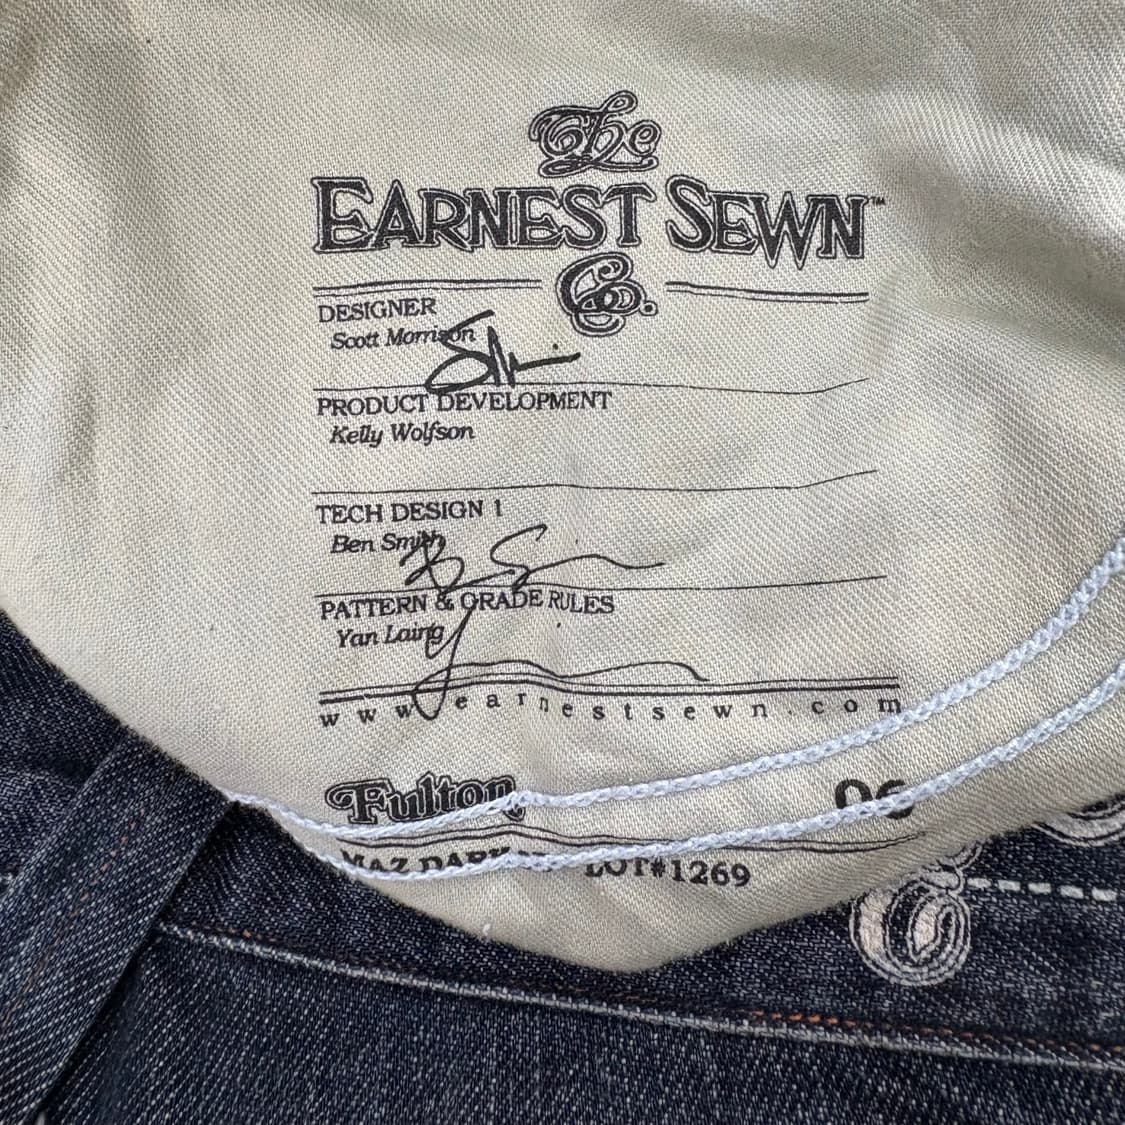 The
EARNEST SEWN™
Co.
DESIGNER
Scott Morrison
PRODUCT DEVELOPMENT
Kelly Wolfson
TECH DESIGN 1
Ben Smith
PATTERN & GRADE RULES
Yan Laing
www.earnestsewn.com
Fulton
MAZ DARK LOT#1269